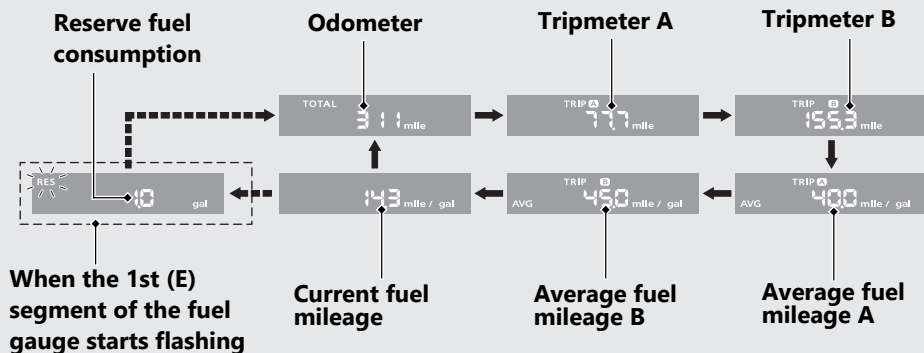 Reserve fuel
consumption
Odometer
Tripmeter A
Tripmeter B
TOTAL
311 mile
TRIP A
77.7 mile
TRIP B
155.3 mile
RES
1.0 gal
143 mile / gal
TRIP B
AVG 45.0 mile / gal
TRIP A
AVG 40.0 mile / gal
When the 1st (E)
segment of the fuel
gauge starts flashing
Current fuel
mileage
Average fuel
mileage B
Average fuel
mileage A